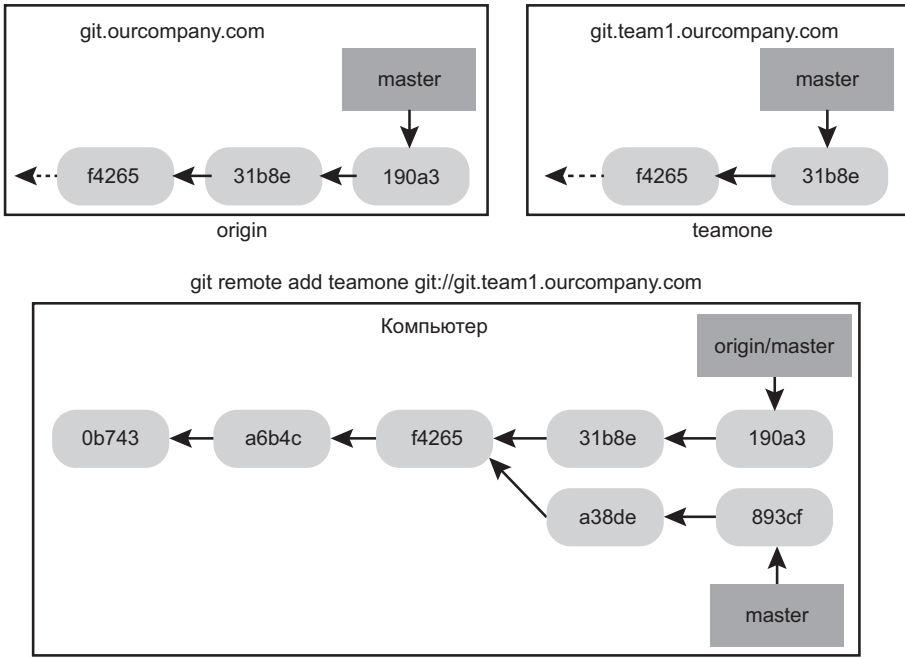 git.ourcompany.com
master
f4265
31b8e
190a3
origin
git.team1.ourcompany.com
master
f4265
31b8e
teamone
git remote add teamone git://git.team1.ourcompany.com
Компьютер
origin/master
0b743
a6b4c
f4265
31b8e
190a3
a38de
893cf
master